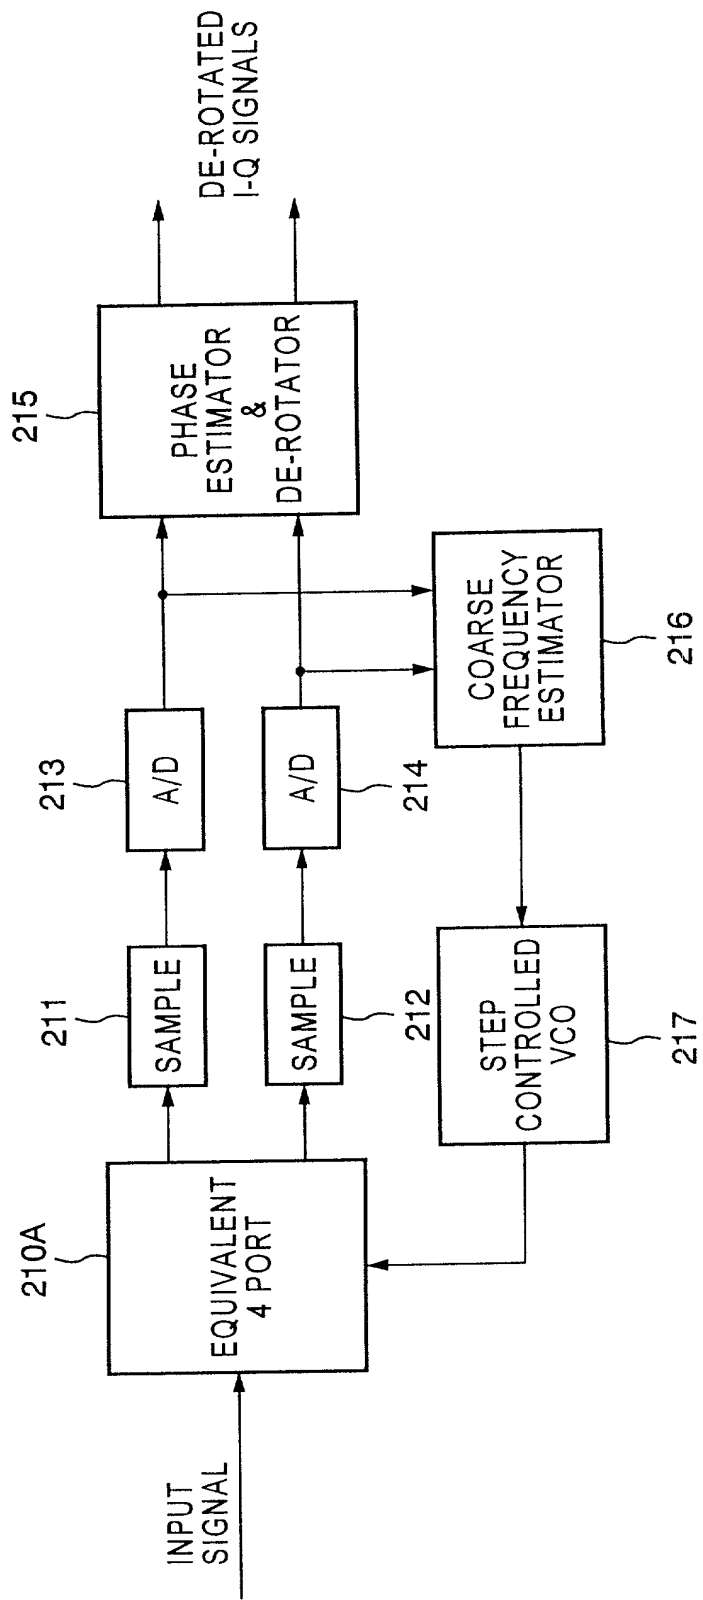 INPUT
SIGNAL
210A
EQUIVALENT
4 PORT
211
SAMPLE
212
SAMPLE
213
A/D
214
A/D
215
PHASE
ESTIMATOR
&
DE-ROTATOR
DE-ROTATED
I-Q SIGNALS
COARSE
FREQUENCY
ESTIMATOR
216
STEP
CONTROLLED
VCO
217